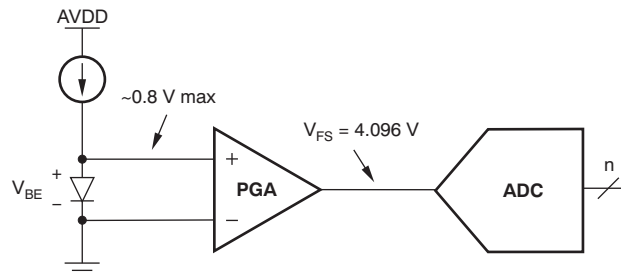 AVDD
~0.8 V max
V_FS = 4.096 V
n
+
V_BE
–
+
–
PGA
ADC